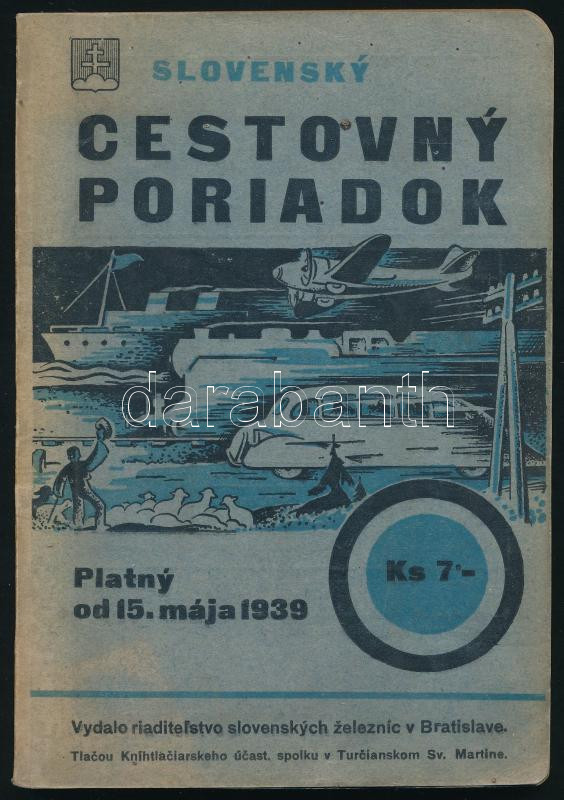 SLOVENSKÝ
CESTOVNÝ
PORIADOK
darabanth
Ks 7·-
Platný
od 15. mája 1939
Vydalo riaditeľstvo slovenských železníc v Bratislave.
Tlačou Kníhtlačiarskeho účast. spolku v Turčianskom Sv. Martine.